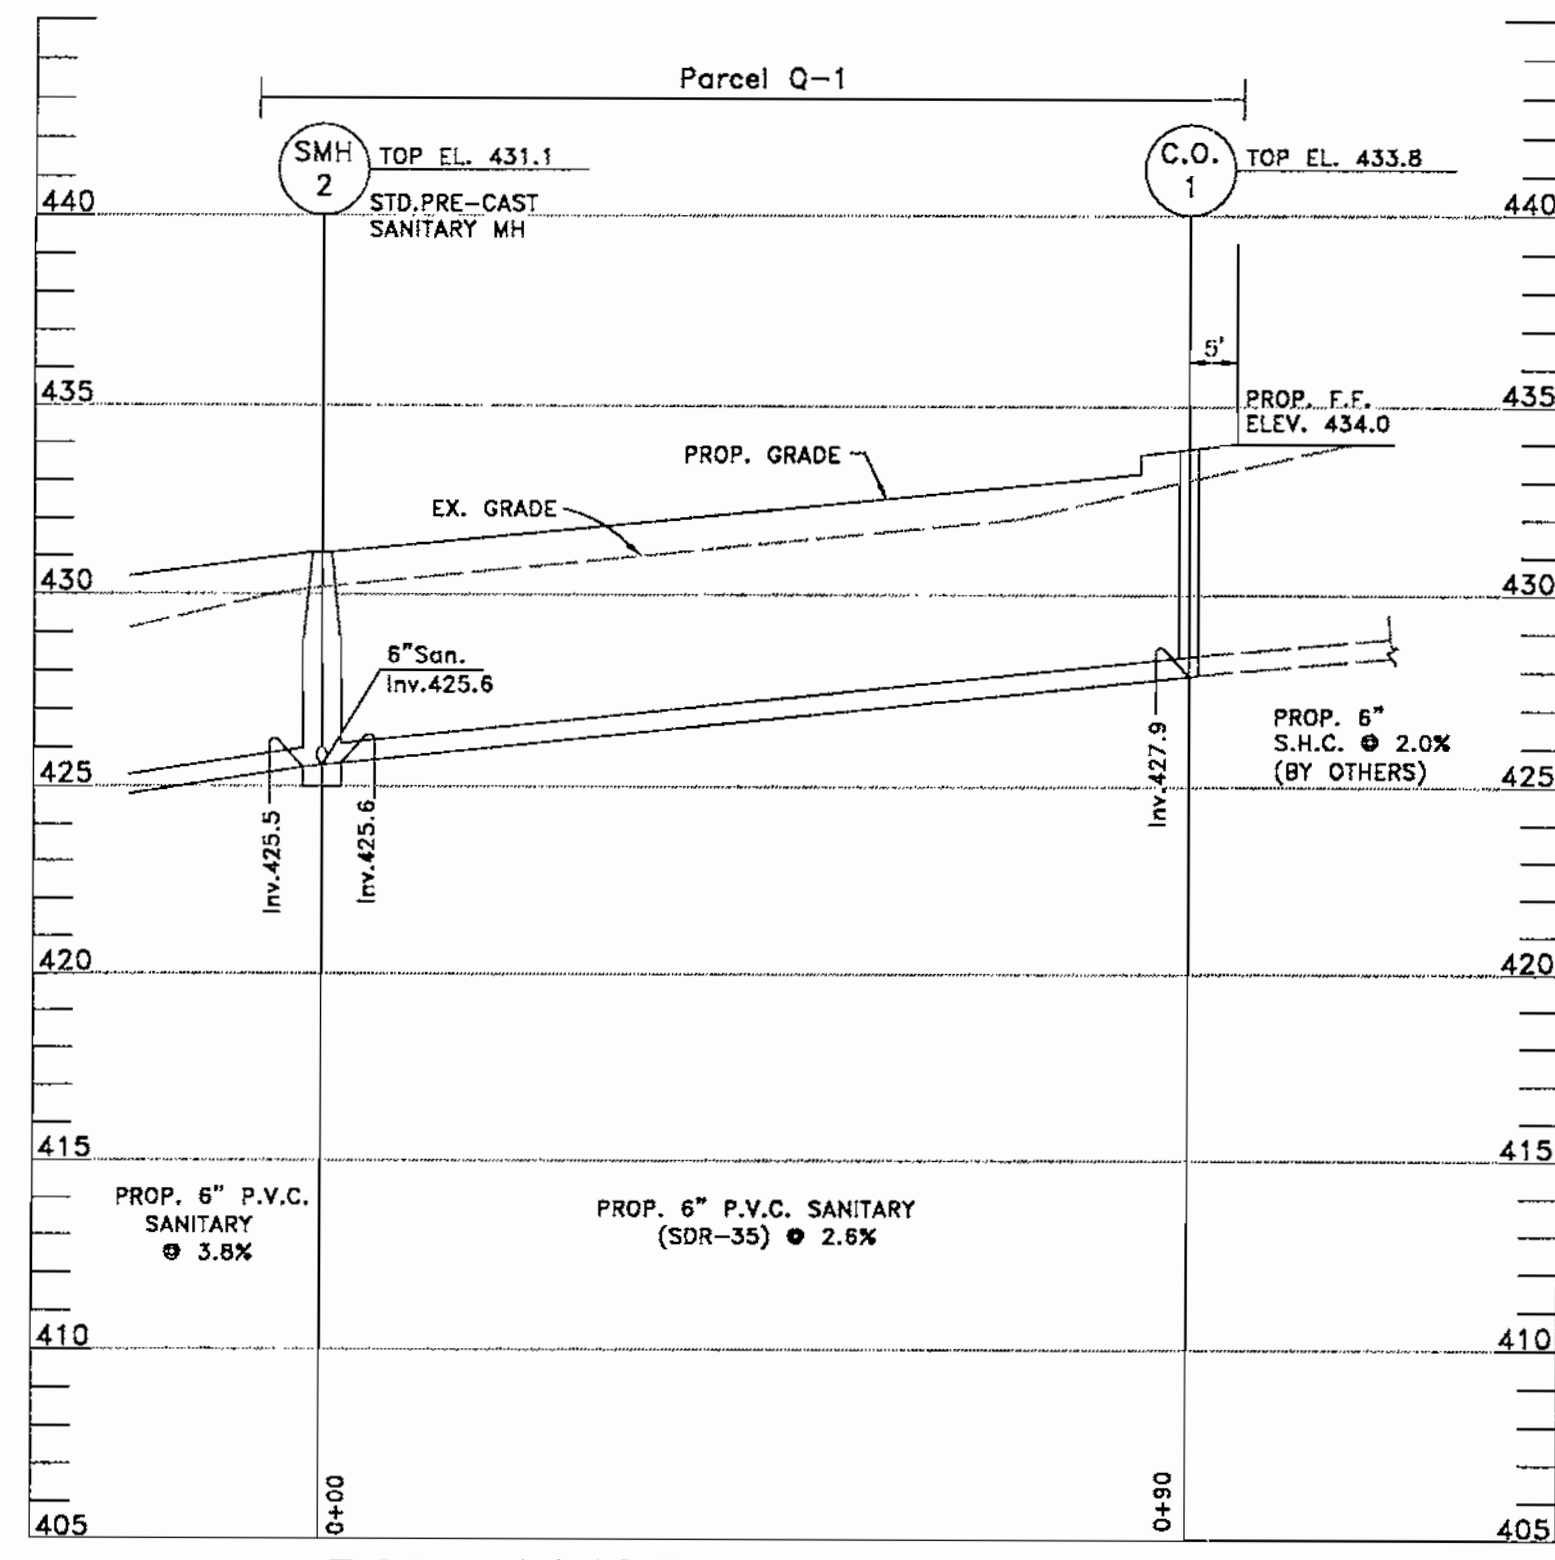 Parcel Q-1
SMH
2
TOP EL. 431.1
STD.PRE-CAST
SANITARY MH
C.O.
1
TOP EL. 433.8
440
440
5'
435
435
PROP. F.F.
ELEV. 434.0
PROP. GRADE
EX. GRADE
430
430
6"San.
Inv.425.6
PROP. 6"
S.H.C. @ 2.0%
(BY OTHERS)
425
425
Inv.425.5
Inv.425.6
Inv.427.9
420
420
415
415
PROP. 6" P.V.C.
SANITARY
@ 3.8%
PROP. 6" P.V.C. SANITARY
(SDR-35) @ 2.6%
410
410
0+00
0+90
405
405